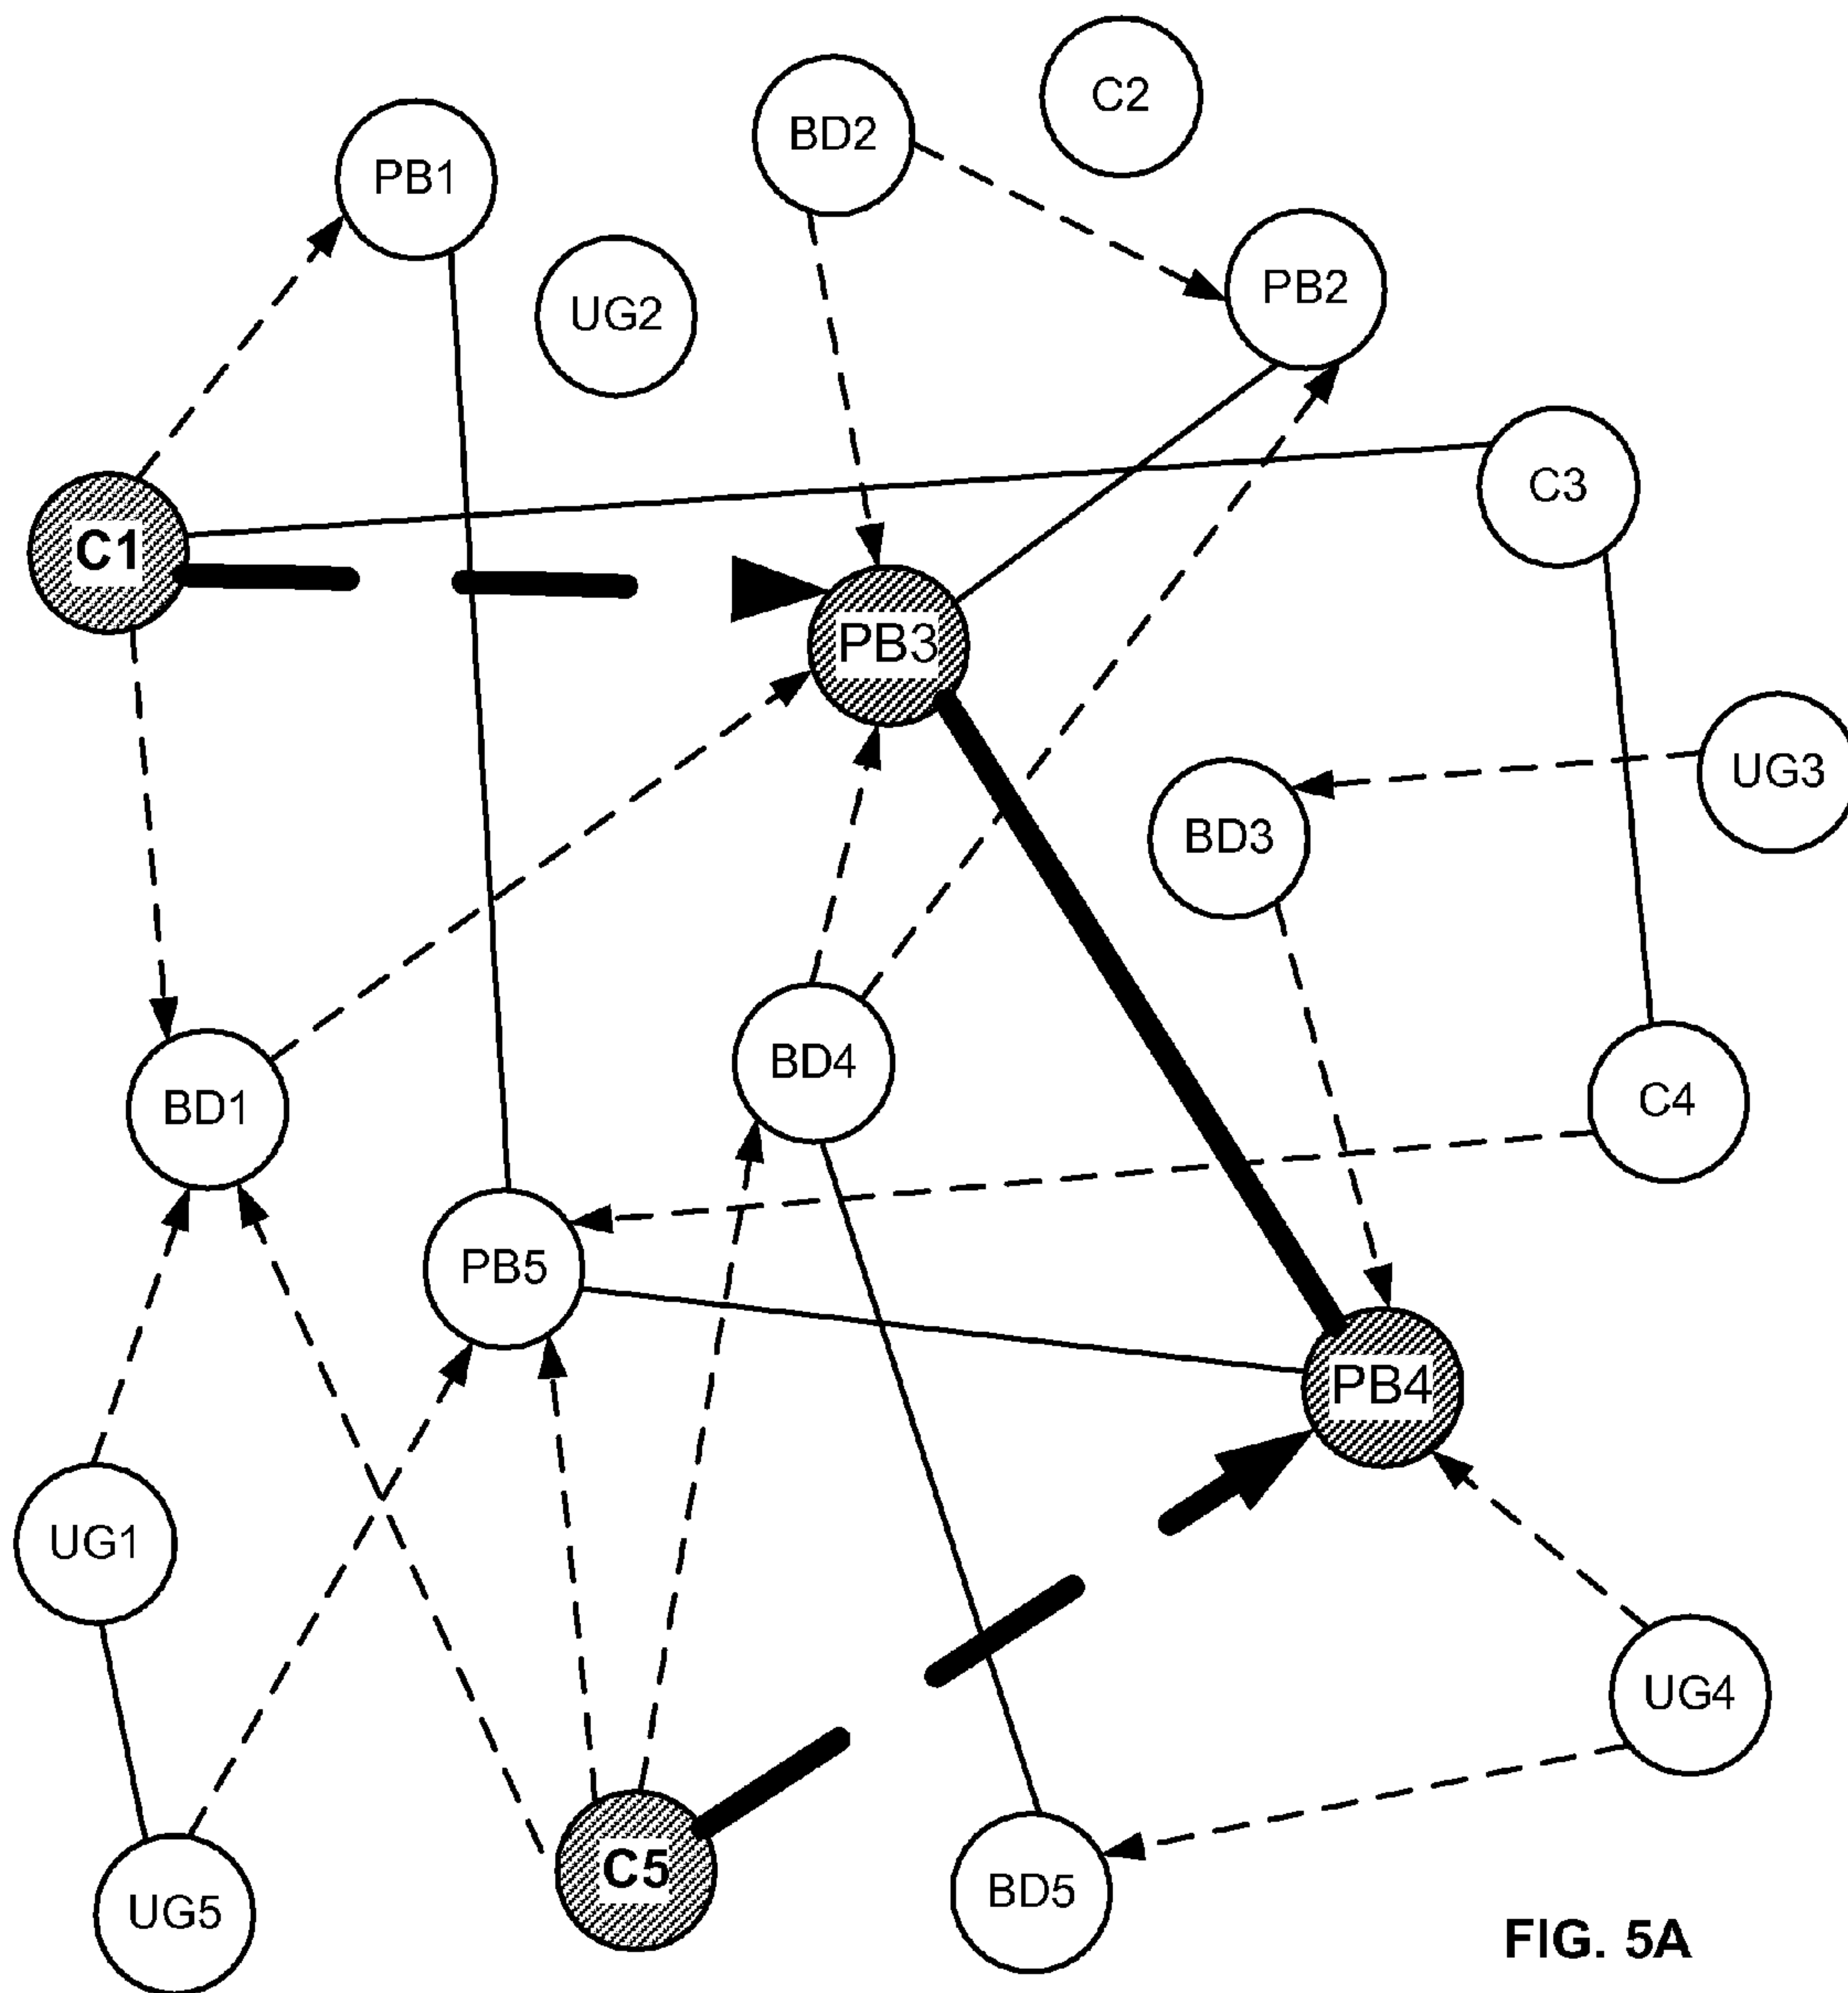 C2
BD2
PB1
PB2
UG2
C3
C1
PB3
UG3
BD3
BD4
C4
BD1
PB5
PB4
UG1
UG4
C5
BD5
UG5
FIG. 5A